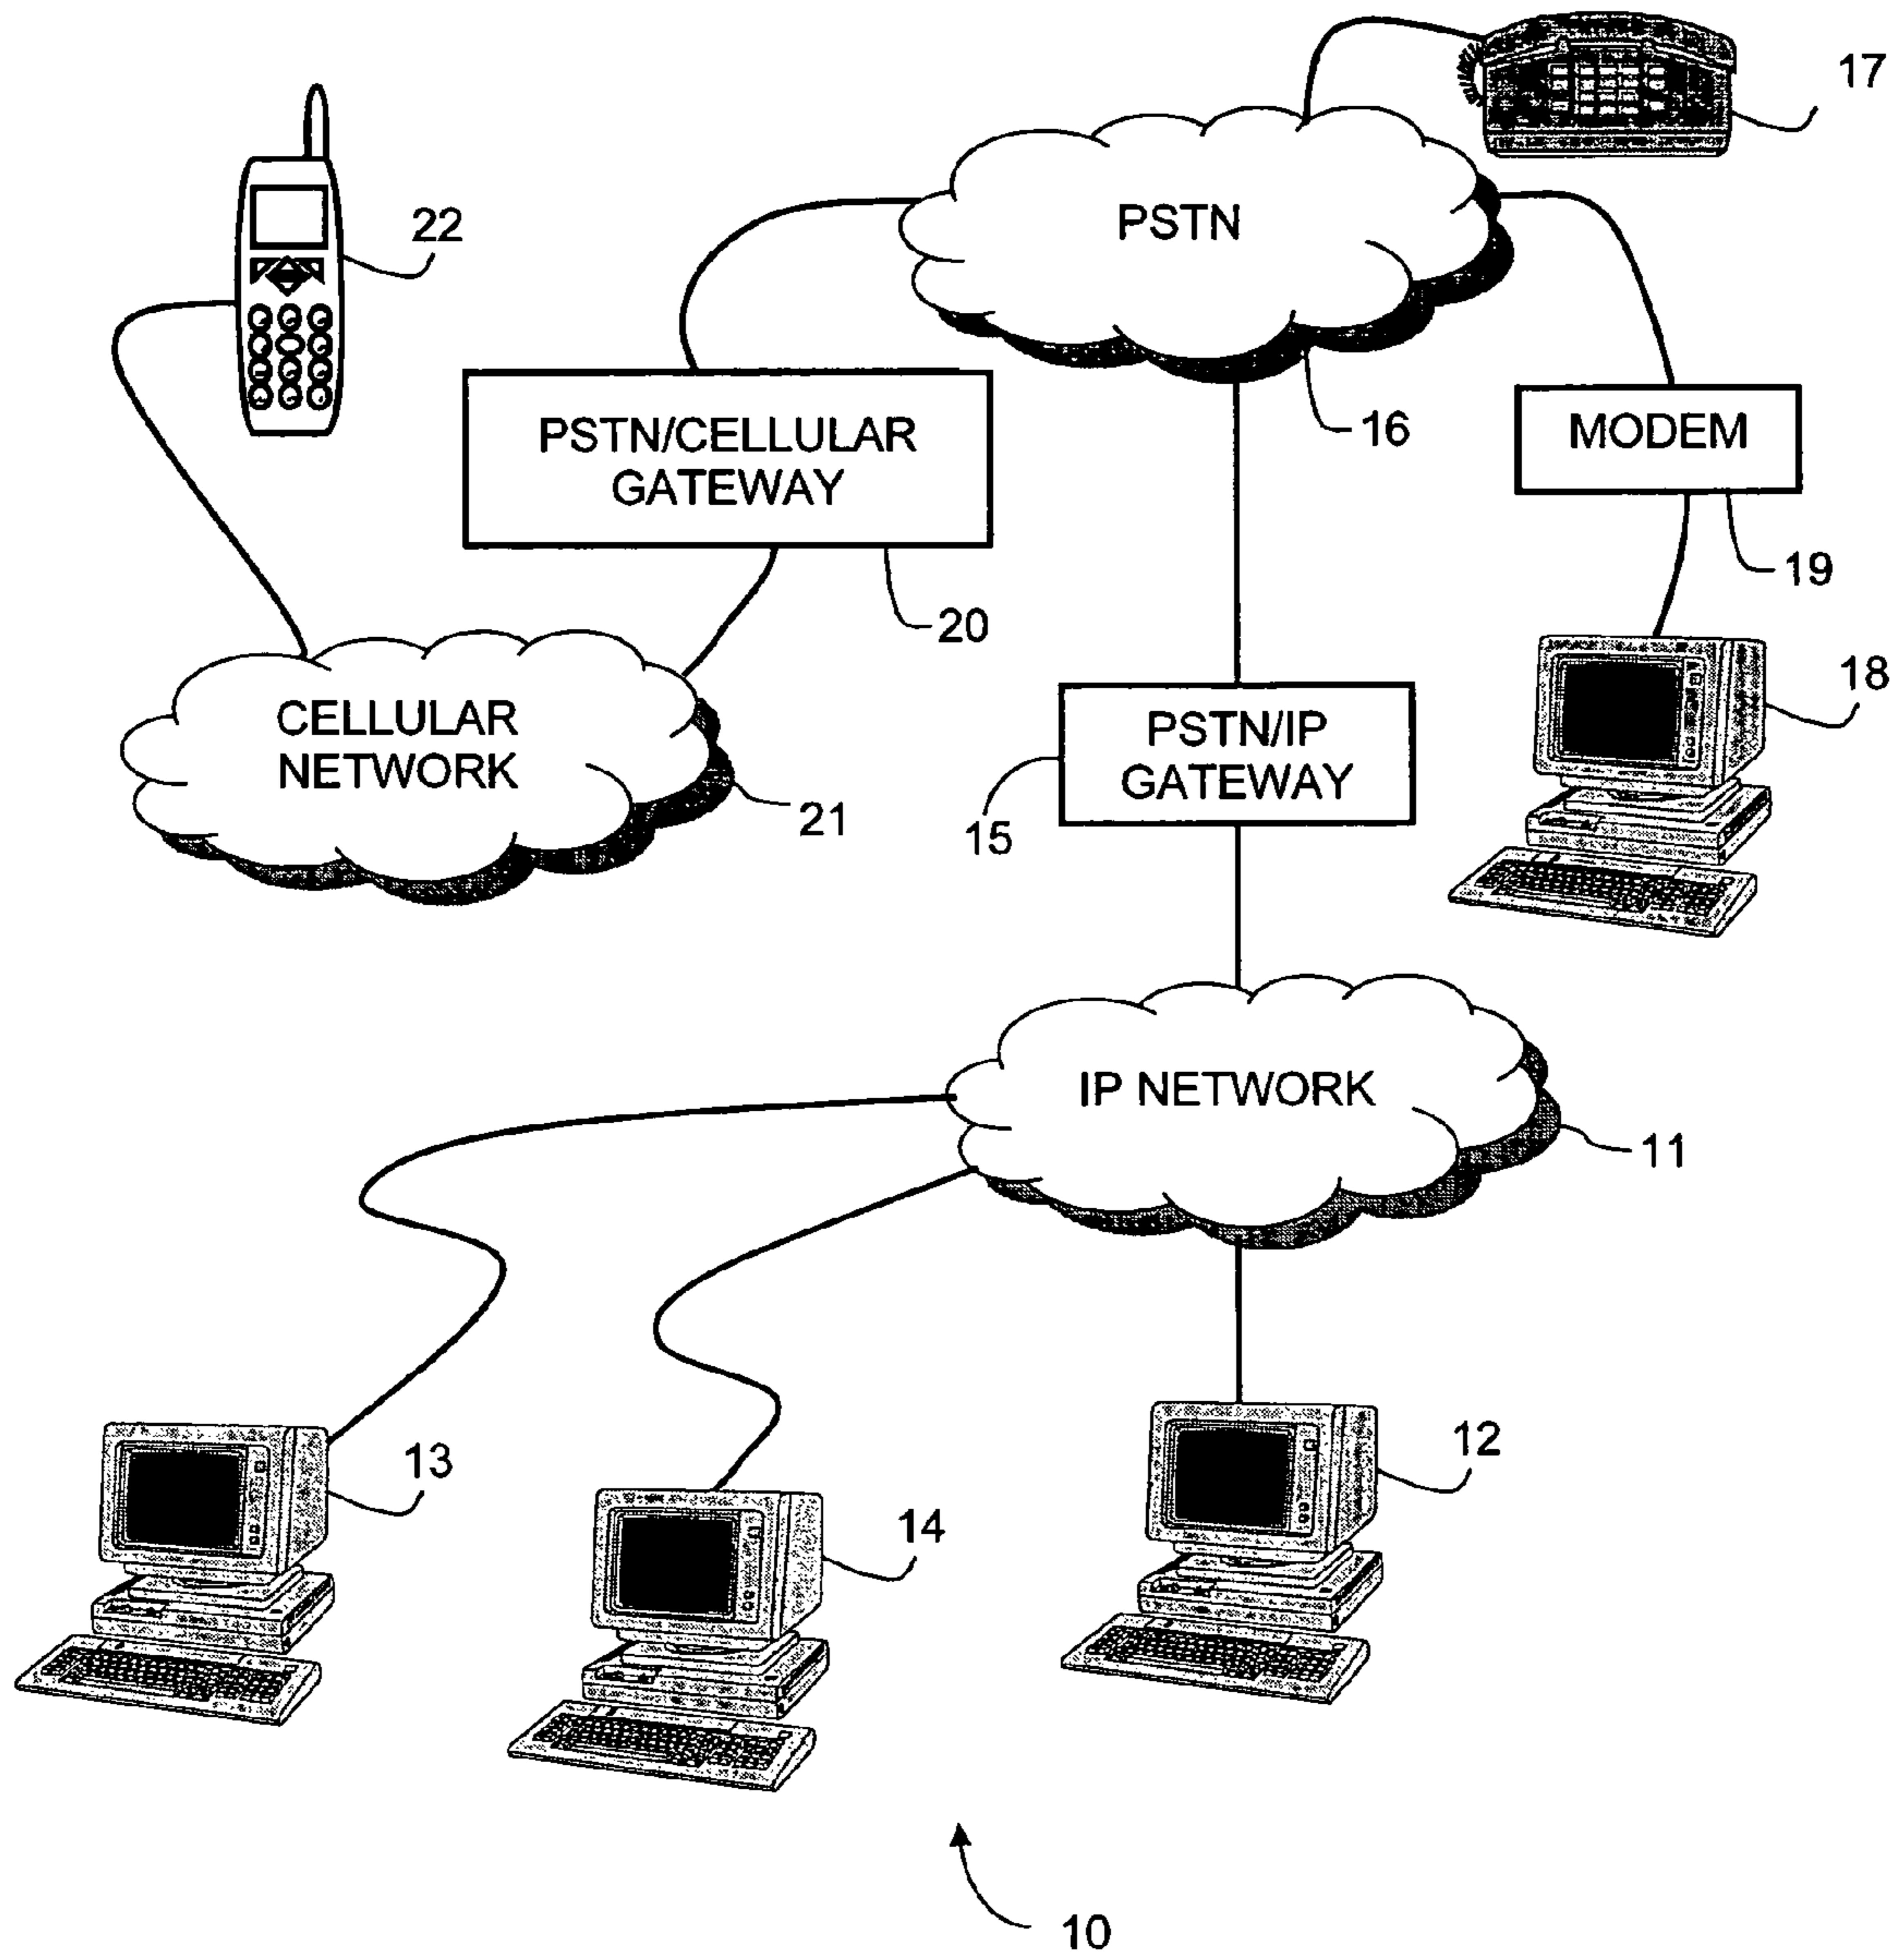 17
22
PSTN
16
PSTN/CELLULAR
GATEWAY
MODEM
19
20
18
CELLULAR
NETWORK
21
PSTN/IP
GATEWAY
15
IP NETWORK
11
13
14
12
10